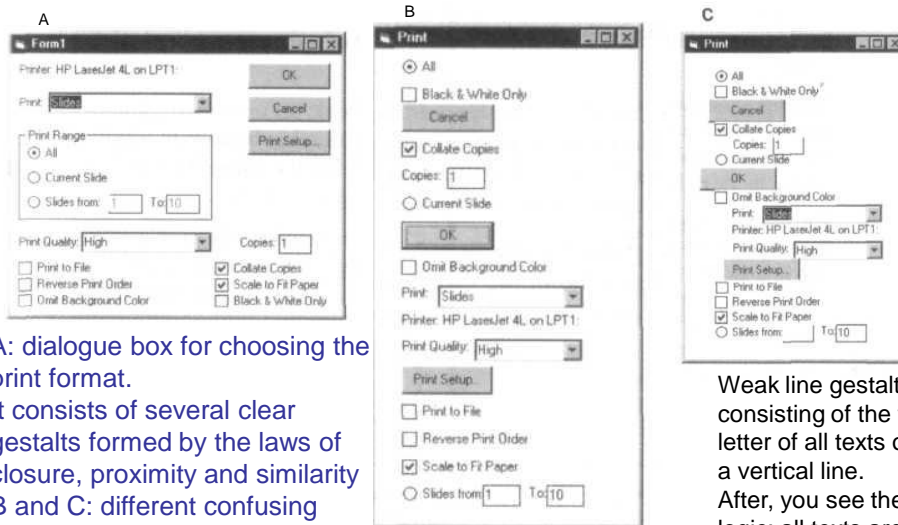 A
Form1
Printer: HP LaserJet 4L on LPT1:
OK
Print: Slides
Cancel
Print Setup...
Print Range
All
Current Slide
Slides from: 1 To: 10
Print Quality: High
Copies: 1
Print to File
Collate Copies
Reverse Print Order
Scale to Fit Paper
Omit Background Color
Black & White Only
A: dialogue box for choosing the
print format.
It consists of several clear
gestalts formed by the laws of
closure, proximity and similarity
B and C: different confusing
B
Print
All
Black & White Only
Cancel
Collate Copies
Copies: 1
Current Slide
OK
Omit Background Color
Print: Slides
Printer: HP LaserJet 4L on LPT1:
Print Quality: High
Print Setup...
Print to File
Reverse Print Order
Scale to Fit Paper
Slides from: 1 To: 10
C
Print
All
Black & White Only
Cancel
Collate Copies
Copies: 1
Current Slide
OK
Omit Background Color
Print: Slides
Printer: HP LaserJet 4L on LPT1:
Print Quality: High
Print Setup...
Print to File
Reverse Print Order
Scale to Fit Paper
Slides from: To: 10
Weak line gestalt
consisting of the
letter of all texts
a vertical line.
After, you see the